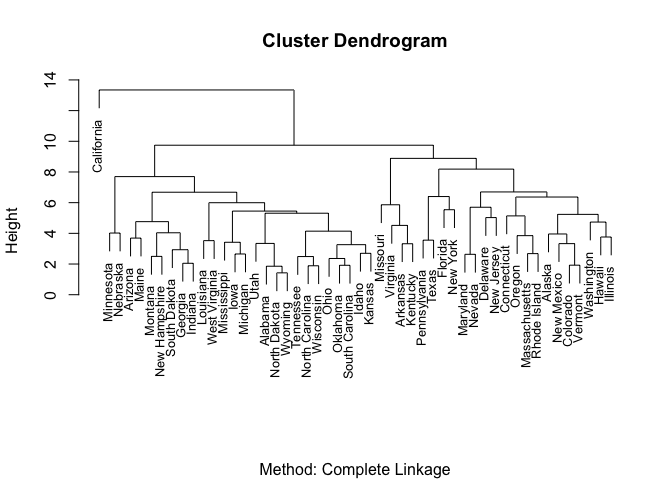 Cluster Dendrogram
Height
14
10
8
6
4
2
0
California
Minnesota
Nebraska
Arizona
Maine
Montana
New Hampshire
South Dakota
Georgia
Indiana
Louisiana
West Virginia
Mississippi
Iowa
Michigan
Utah
Alabama
North Dakota
Wyoming
Tennessee
North Carolina
Wisconsin
Ohio
Oklahoma
South Carolina
Idaho
Kansas
Missouri
Virginia
Arkansas
Kentucky
Pennsylvania
Texas
Florida
New York
Maryland
Nevada
Delaware
New Jersey
Connecticut
Oregon
Massachusetts
Rhode Island
Alaska
New Mexico
Colorado
Vermont
Washington
Hawaii
Illinois
Method: Complete Linkage